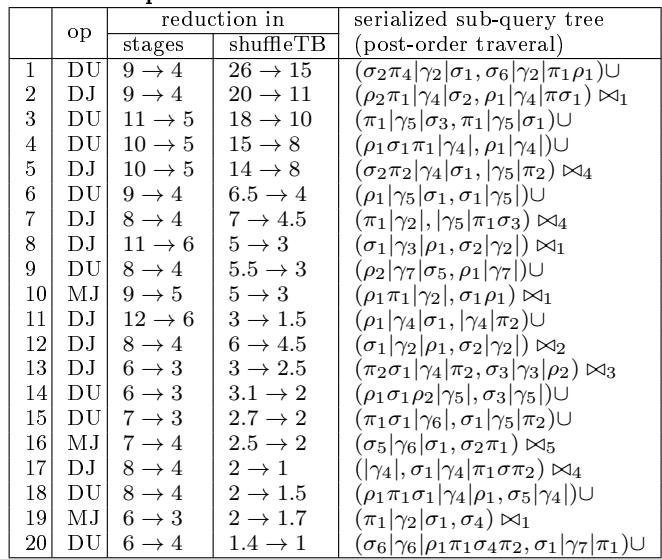 op reduction in serialized sub-query tree
stages shuffleTB (post-order traveral)
1 DU 9 → 4 26 → 15 (σ₂π₄|γ₂|σ₁, σ₆|γ₂|π₁ρ₁)∪
2 DJ 9 → 4 20 → 11 (ρ₂π₁|γ₄|σ₂, ρ₁|γ₄|πσ₁) ⋈₁
3 DU 11 → 5 18 → 10 (π₁|γ₅|σ₃, π₁|γ₅|σ₁)∪
4 DU 10 → 5 15 → 8 (ρ₁σ₁π₁|γ₄|, ρ₁|γ₄|)∪
5 DJ 10 → 5 14 → 8 (σ₂π₂|γ₄|σ₁, |γ₅|π₂) ⋈₄
6 DU 9 → 4 6.5 → 4 (ρ₁|γ₅|σ₁, σ₁|γ₅|)∪
7 DJ 8 → 4 7 → 4.5 (π₁|γ₂|, |γ₅|π₁σ₃) ⋈₄
8 DJ 11 → 6 5 → 3 (σ₁|γ₃|ρ₁, σ₂|γ₂|) ⋈₁
9 DU 8 → 4 5.5 → 3 (ρ₂|γ₇|σ₅, ρ₁|γ₇|)∪
10 MJ 9 → 5 5 → 3 (ρ₁π₁|γ₂|, σ₁ρ₁) ⋈₁
11 DJ 12 → 6 3 → 1.5 (ρ₁|γ₄|σ₁, |γ₄|π₂)∪
12 DJ 8 → 4 6 → 4.5 (σ₁|γ₂|ρ₁, σ₂|γ₂|) ⋈₂
13 DJ 6 → 3 3 → 2.5 (π₂σ₁|γ₄|π₂, σ₃|γ₃|ρ₂) ⋈₃
14 DU 6 → 3 3.1 → 2 (ρ₁σ₁ρ₂|γ₅|, σ₃|γ₅|)∪
15 DU 7 → 3 2.7 → 2 (π₁σ₁|γ₆|, σ₁|γ₅|π₂)∪
16 MJ 7 → 4 2.5 → 2 (σ₅|γ₆|σ₁, σ₂π₁) ⋈₅
17 DJ 8 → 4 2 → 1 (|γ₄|, σ₁|γ₄|π₁σπ₂) ⋈₄
18 DU 8 → 4 2 → 1.5 (ρ₁π₁σ₁|γ₄|ρ₁, σ₅|γ₄|)∪
19 MJ 6 → 3 2 → 1.7 (π₁|γ₂|σ₁, σ₄) ⋈₁
20 DU 6 → 4 1.4 → 1 (σ₆|γ₆|ρ₁π₁σ₄π₂, σ₁|γ₇|π₁)∪